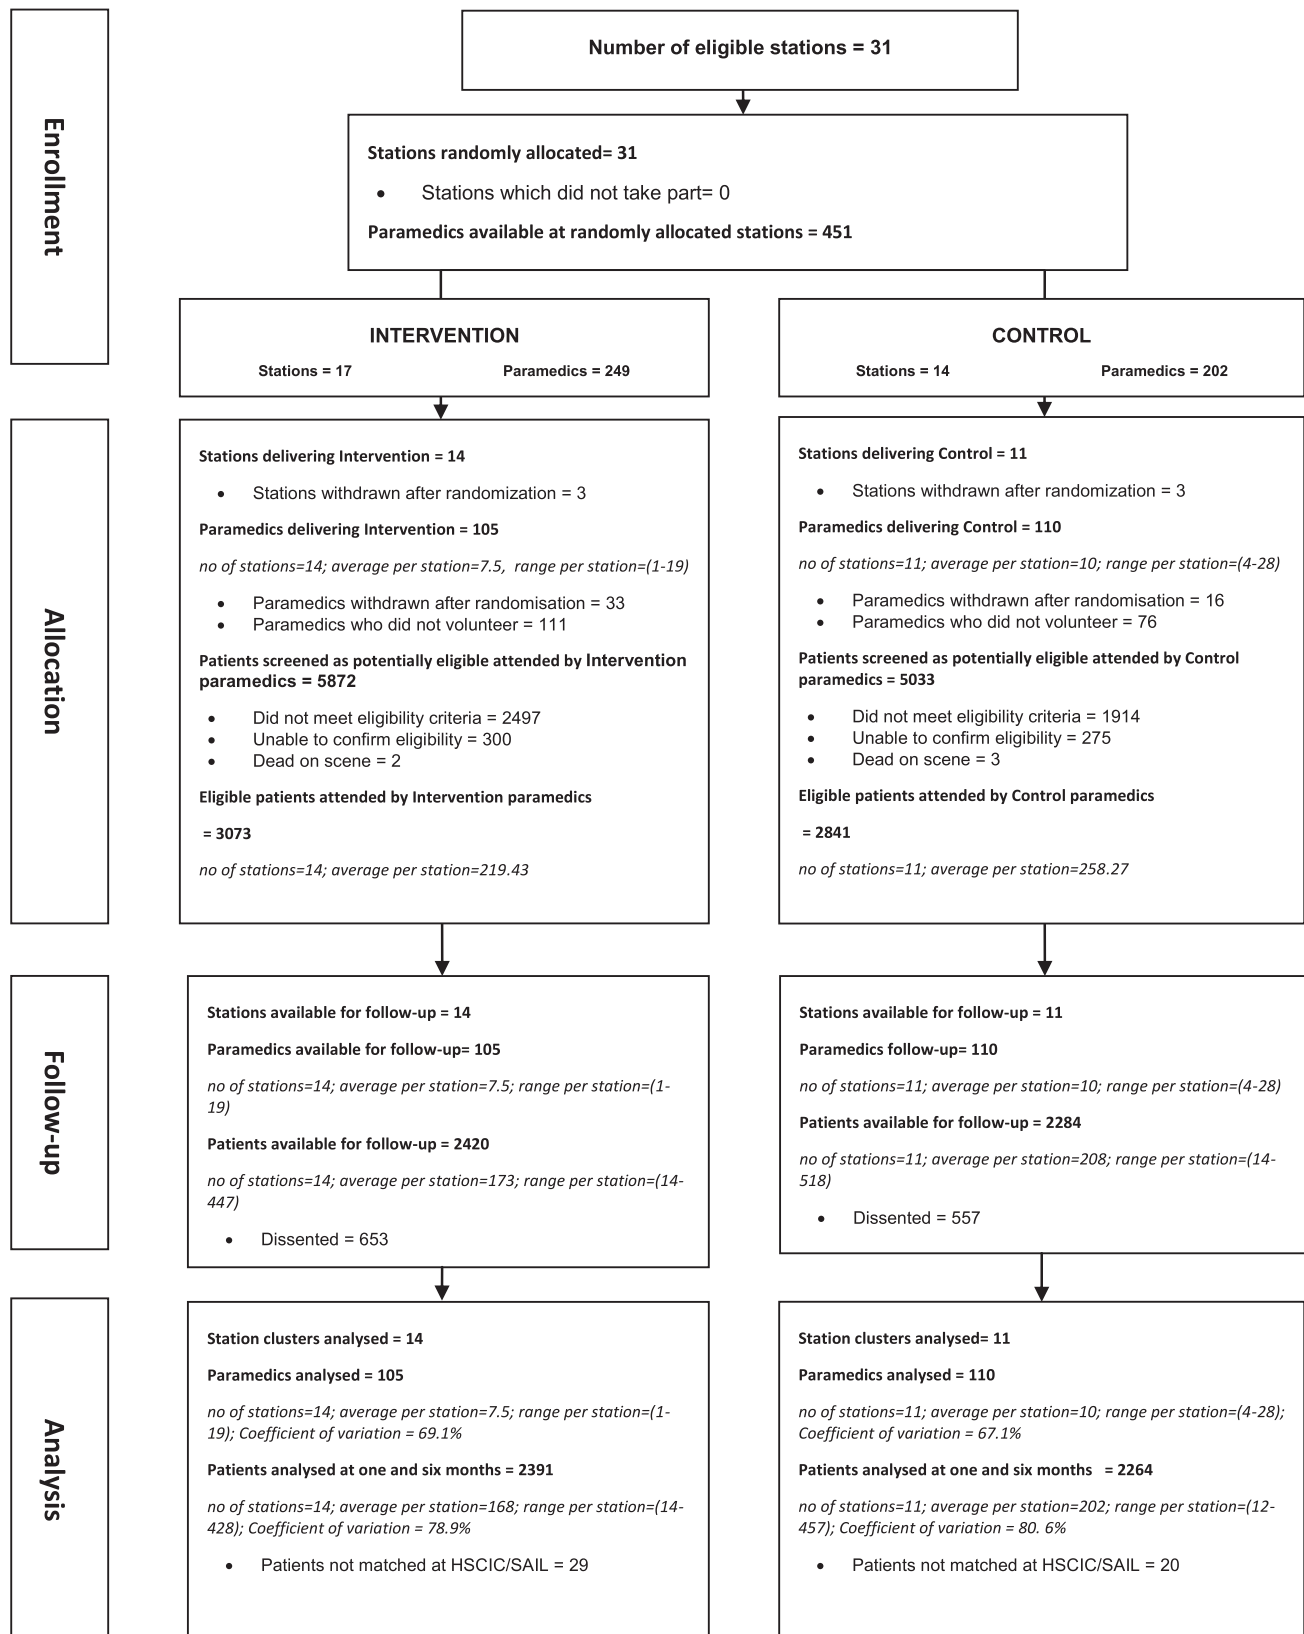 Enrollment
Number of eligible stations = 31
Stations randomly allocated= 31
• Stations which did not take part= 0
Paramedics available at randomly allocated stations = 451
INTERVENTION
Stations = 17 Paramedics = 249
CONTROL
Stations = 14 Paramedics = 202
Allocation
Stations delivering Intervention = 14
• Stations withdrawn after randomization = 3
Paramedics delivering Intervention = 105
no of stations=14; average per station=7.5, range per station=(1-19)
• Paramedics withdrawn after randomisation = 33
• Paramedics who did not volunteer = 111
Patients screened as potentially eligible attended by Intervention
paramedics = 5872
• Did not meet eligibility criteria = 2497
• Unable to confirm eligibility = 300
• Dead on scene = 2
Eligible patients attended by Intervention paramedics
= 3073
no of stations=14; average per station=219.43
Stations delivering Control = 11
• Stations withdrawn after randomization = 3
Paramedics delivering Control = 110
no of stations=11; average per station=10; range per station=(4-28)
• Paramedics withdrawn after randomisation = 16
• Paramedics who did not volunteer = 76
Patients screened as potentially eligible attended by Control
paramedics = 5033
• Did not meet eligibility criteria = 1914
• Unable to confirm eligibility = 275
• Dead on scene = 3
Eligible patients attended by Control paramedics
= 2841
no of stations=11; average per station=258.27
Follow-up
Stations available for follow-up = 14
Paramedics available for follow-up= 105
no of stations=14; average per station=7.5; range per station=(1-
19)
Patients available for follow-up = 2420
no of stations=14; average per station=173; range per station=(14-
447)
• Dissented = 653
Stations available for follow-up = 11
Paramedics follow-up= 110
no of stations=11; average per station=10; range per station=(4-28)
Patients available for follow-up = 2284
no of stations=11; average per station=208; range per station=(14-
518)
• Dissented = 557
Analysis
Station clusters analysed = 14
Paramedics analysed = 105
no of stations=14; average per station=7.5; range per station=(1-
19); Coefficient of variation = 69.1%
Patients analysed at one and six months = 2391
no of stations=14; average per station=168; range per station=(14-
428); Coefficient of variation = 78.9%
• Patients not matched at HSCIC/SAIL = 29
Station clusters analysed= 11
Paramedics analysed = 110
no of stations=11; average per station=10; range per station=(4-28);
Coefficient of variation = 67.1%
Patients analysed at one and six months = 2264
no of stations=11; average per station=202; range per station=(12-
457); Coefficient of variation = 80. 6%
• Patients not matched at HSCIC/SAIL = 20